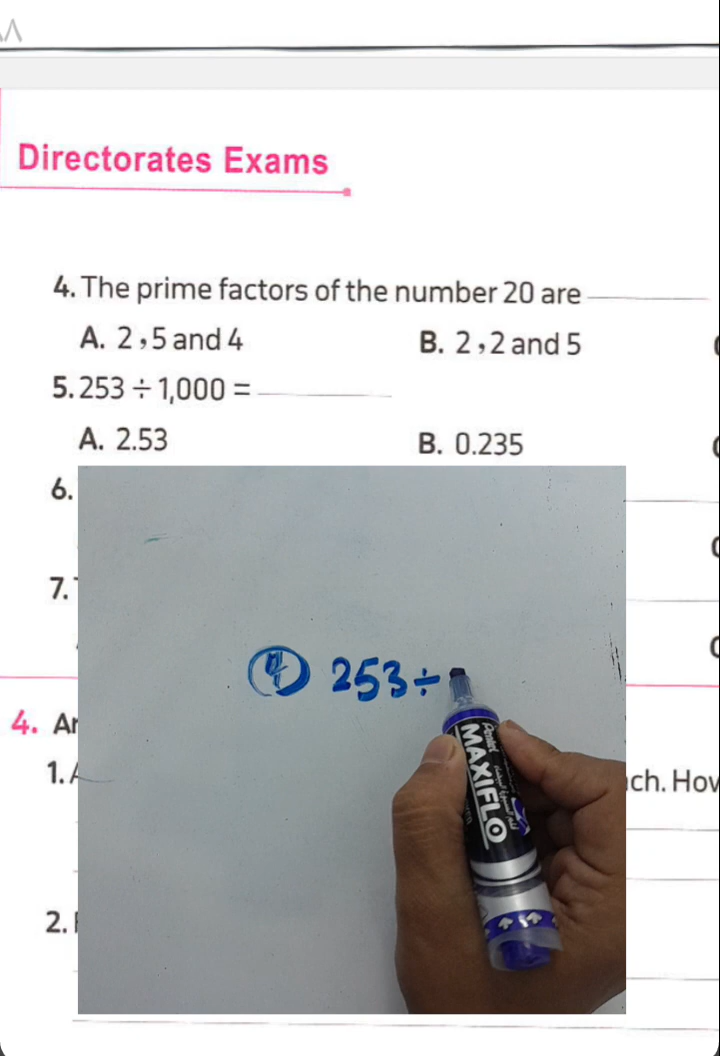 Directorates Exams
4. The prime factors of the number 20 are
A. 2,5 and 4 B. 2,2 and 5
5. 253 ÷ 1,000 =
A. 2.53 B. 0.235
6.
7.
④ 253÷
4. Ar
1. ch. How
2.
Pentel
MAXIFLO